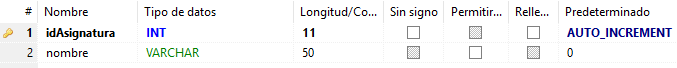 # Nombre Tipo de datos Longitud/Co... Sin signo Permitir... Relle... Predeterminado
1 idAsignatura INT 11 AUTO_INCREMENT
2 nombre VARCHAR 50 0